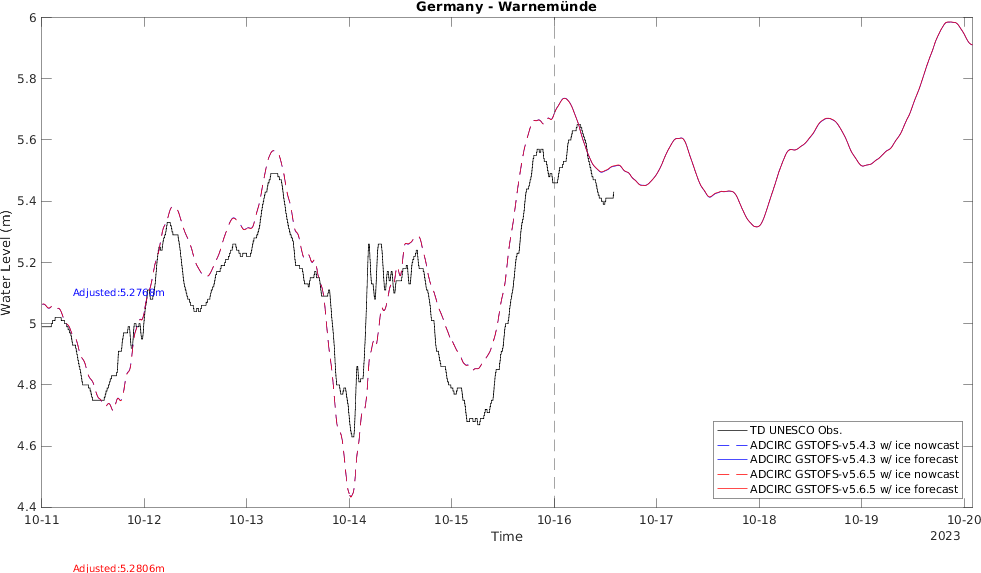 Germany - Warnemünde
Water Level (m)
6
5.8
5.6
5.4
5.2
5
4.8
4.6
4.4
Adjusted:5.2768m
TD UNESCO Obs.
ADCIRC GSTOFS-v5.4.3 w/ ice nowcast
ADCIRC GSTOFS-v5.4.3 w/ ice forecast
ADCIRC GSTOFS-v5.6.5 w/ ice nowcast
ADCIRC GSTOFS-v5.6.5 w/ ice forecast
10-11 10-12 10-13 10-14 10-15 10-16 10-17 10-18 10-19 10-20
Time
2023
Adjusted:5.2806m